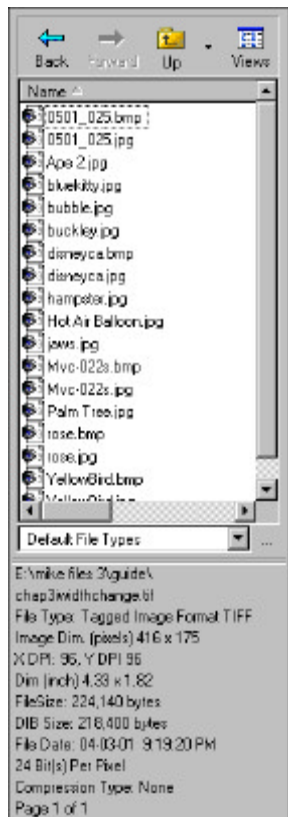 Back Forward Up Views
Name
0501_025.bmp
0501_025.jpg
Ape 2.jpg
bluekitty.jpg
bubble.jpg
buckley.jpg
disneyca.bmp
disneyca.jpg
hampster.jpg
Hot Air Balloon.jpg
jaws.jpg
Mvc-022s.bmp
Mvc-022s.jpg
Palm Tree.jpg
rose.bmp
rose.jpg
YellowBird.bmp
YellowBird.jpg
Default File Types ...
E:\mike files 3\guide\
chap3iwidthchange.tif
File Type: Tagged Image Format TIFF
Image Dim. (pixels) 416 x 175
X DPI: 96, Y DPI 96
Dim (inch) 4.33 x 1.82
FileSize: 224,140 bytes
DIB Size: 218,400 bytes
File Date: 04-03-01 9:19:20 PM
24 Bit(s) Per Pixel
Compression Type: None
Page 1 of 1